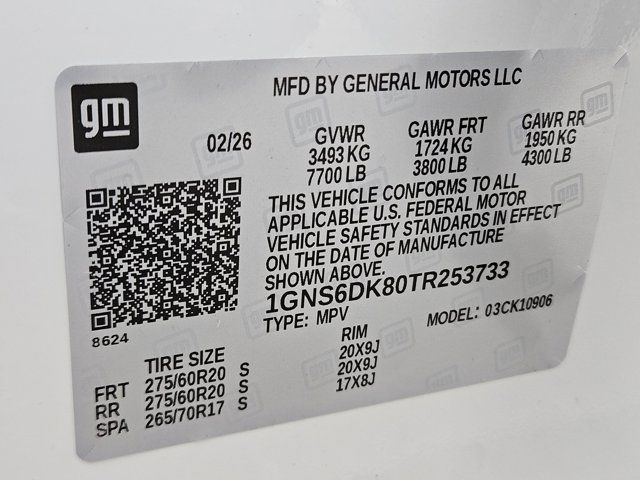 gm
MFD BY GENERAL MOTORS LLC
02/26
GVWR GAWR FRT GAWR RR
3493 KG 1724 KG 1950 KG
7700 LB 3800 LB 4300 LB
THIS VEHICLE CONFORMS TO ALL
APPLICABLE U.S. FEDERAL MOTOR
VEHICLE SAFETY STANDARDS IN EFFECT
ON THE DATE OF MANUFACTURE
SHOWN ABOVE.
1GNS6DK80TR253733
TYPE: MPV MODEL: 03CK10906
8624
TIRE SIZE RIM
FRT 275/60R20 S 20X9J
RR 275/60R20 S 20X9J
SPA 265/70R17 S 17X8J